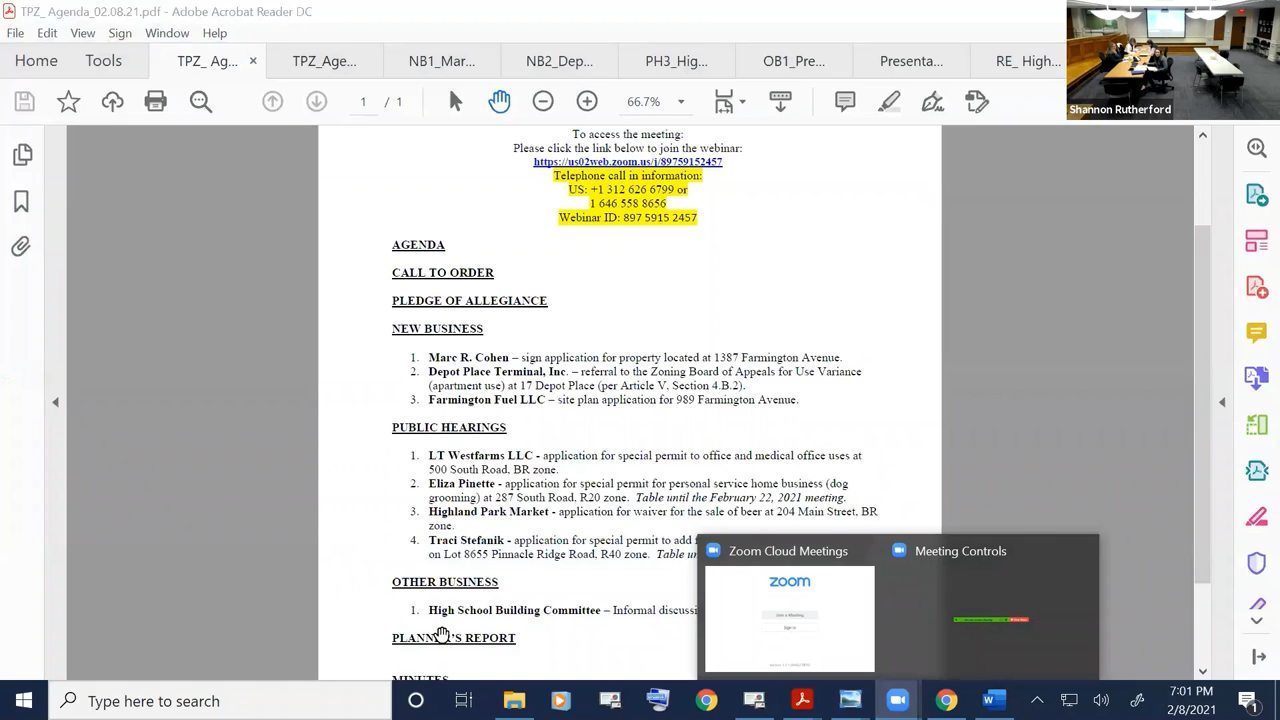 TPZ_Agenda_02.08.21.pdf - Adobe Acrobat Reader DC
File Edit View Sign Window Help
Home Tools TPZ_ Ag... × TPZ_Age... NB1_Mar... NB2_Dep... PH3_Hig... OB1_Pre... Presenta... RE_ High...
1 / 1 66.7%
Shannon Rutherford
To access the meeting:
Please click the link below to join the webinar:
https://us02web.zoom.us/j/89759152457
Telephone call in information:
US: +1 312 626 6799 or
1 646 558 8656
Webinar ID: 897 5915 2457
AGENDA
CALL TO ORDER
PLEDGE OF ALLEGIANCE
NEW BUSINESS
1. Marc R. Cohen – sign application for property located at 1387 Farmington Avenue.
2. Depot Place Terminal, Inc. – referral to the Zoning Board of Appeals for Use Variance
(apartment use) at 17 Depot Place (per Article V, Section 4.B.2).
3. Farmington Fuel LLC – site plan application for 989 Farmington Avenue.
PUBLIC HEARINGS
1. LT Westfarms LLC - application for special permit to office and medical office uses at
500 South Road, BR zone.
2. Eliza Pinette - application for special permit for personal service home business (dog
grooming) at 287 South Road, R20 zone. Table until the February 22, 2021 meeting.
3. Highland Park Market - application for waiver for the sale of beer at 204 Main Street, BR
zone.
4. Traci Stefanik - application for special permit to add
on Lot 8655 Pinnacle Ridge Road, R40 zone. Table un
OTHER BUSINESS
1. High School Building Committee – Informal discussi
PLANN 'S REPORT
MINUTES
Zoom Cloud Meetings Meeting Controls
zoom
Join a Meeting
Sign In
Type here to search
7:01 PM
2/8/2021
1